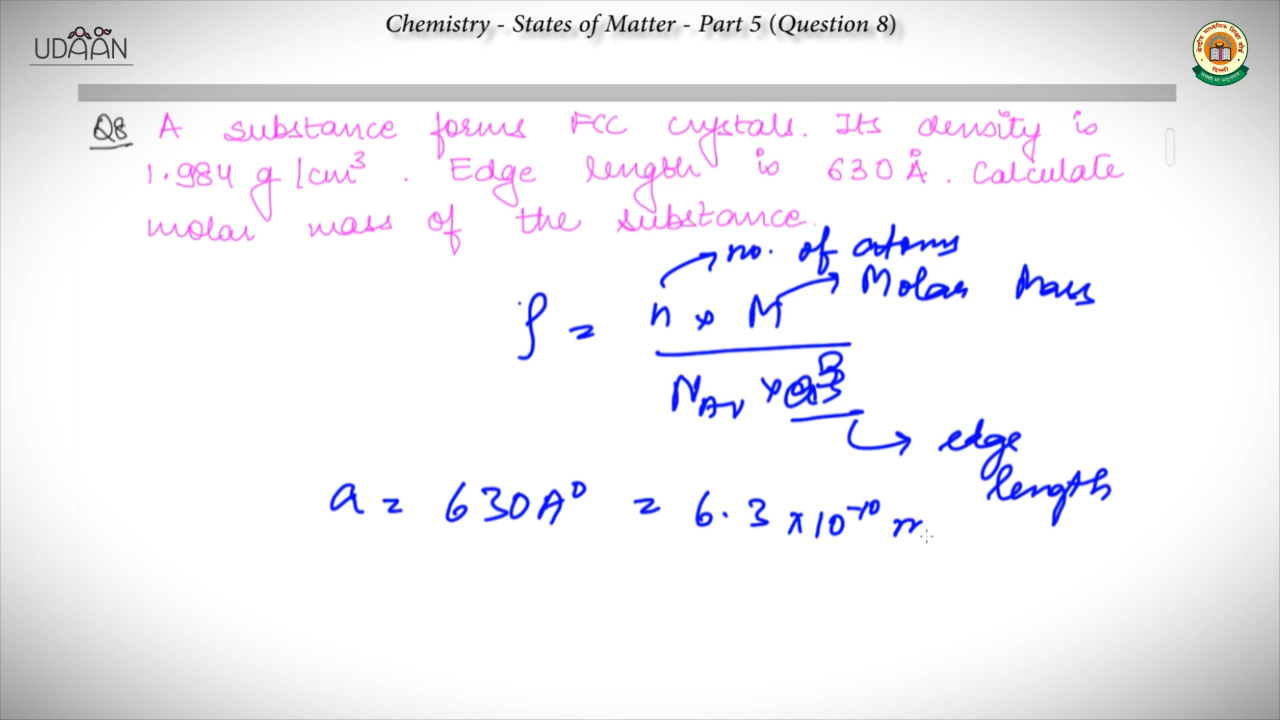 Chemistry - States of Matter - Part 5 (Question 8)
UDAAN
Q8 A substance forms FCC crystals. Its density is
1.984 g/cm³. Edge length is 630 Å. Calculate
molar mass of the substance.
no. of atoms
Molar Mass
ρ = n × M
N_AV × a³
edge
length
a = 630 A° = 6.3 × 10⁻¹⁰ m